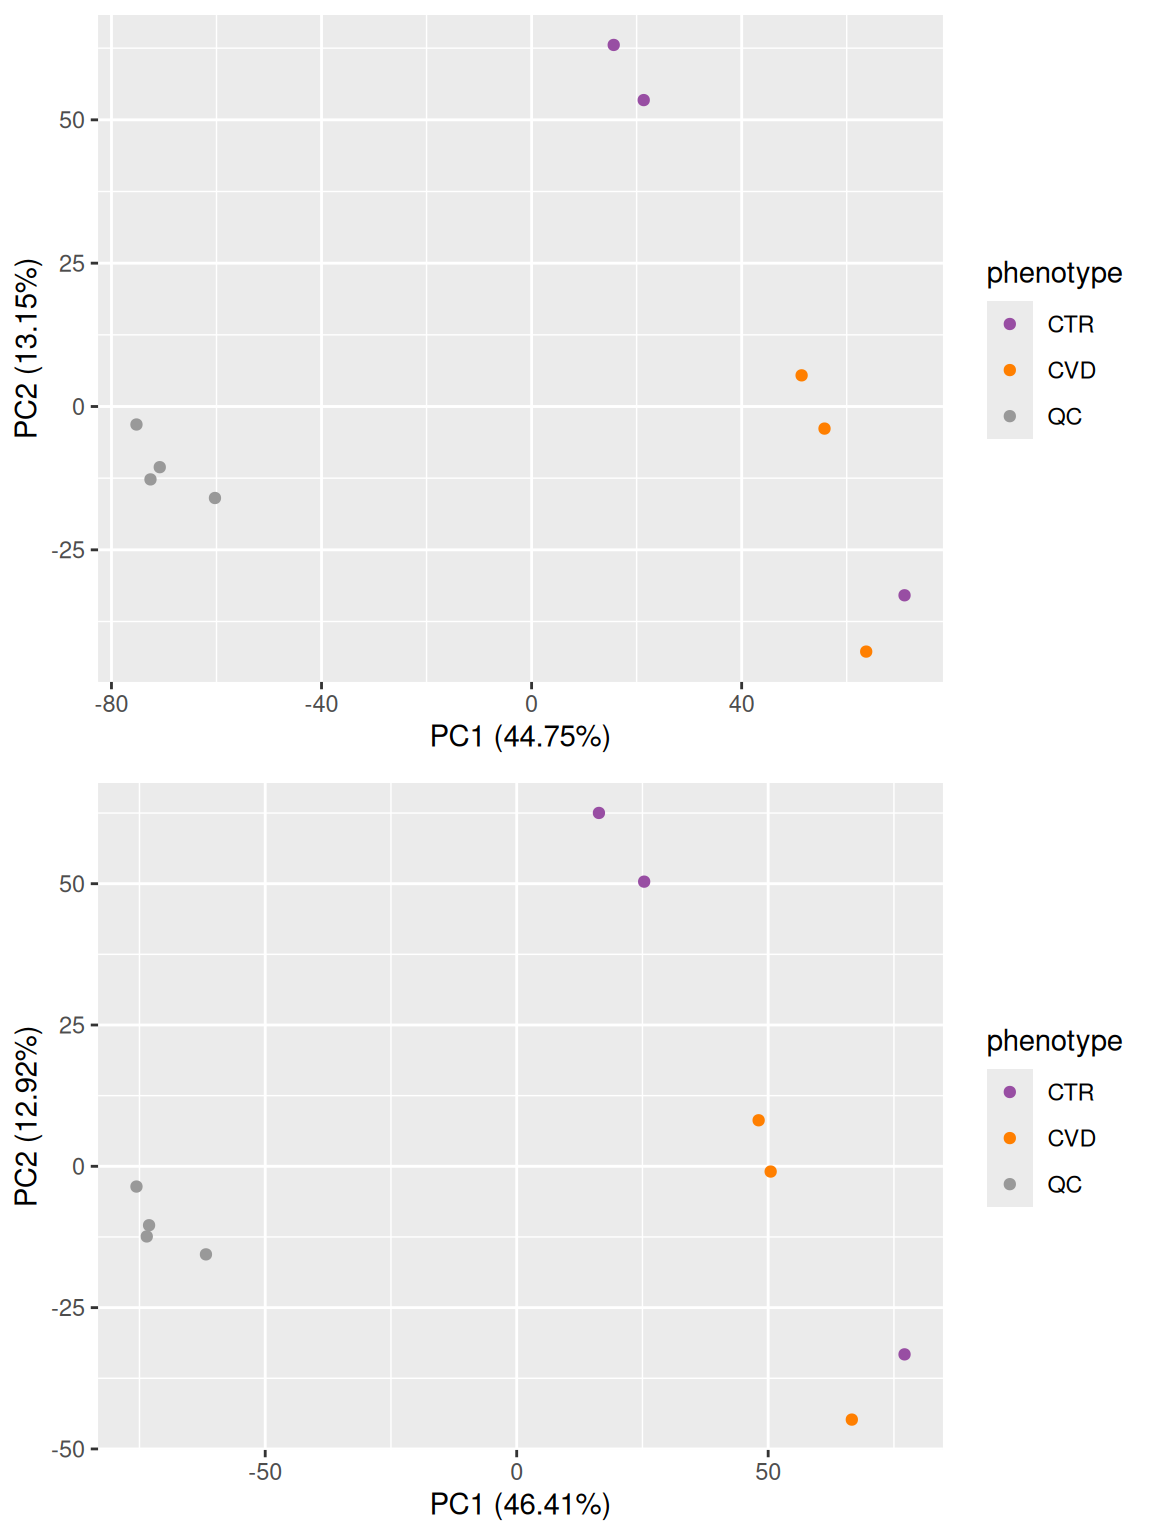 50
25
0
-25
-80
-40
0
40
PC1 (44.75%)
PC2 (13.15%)
phenotype
CTR
CVD
QC
50
25
0
-25
-50
-50
0
50
PC1 (46.41%)
PC2 (12.92%)
phenotype
CTR
CVD
QC